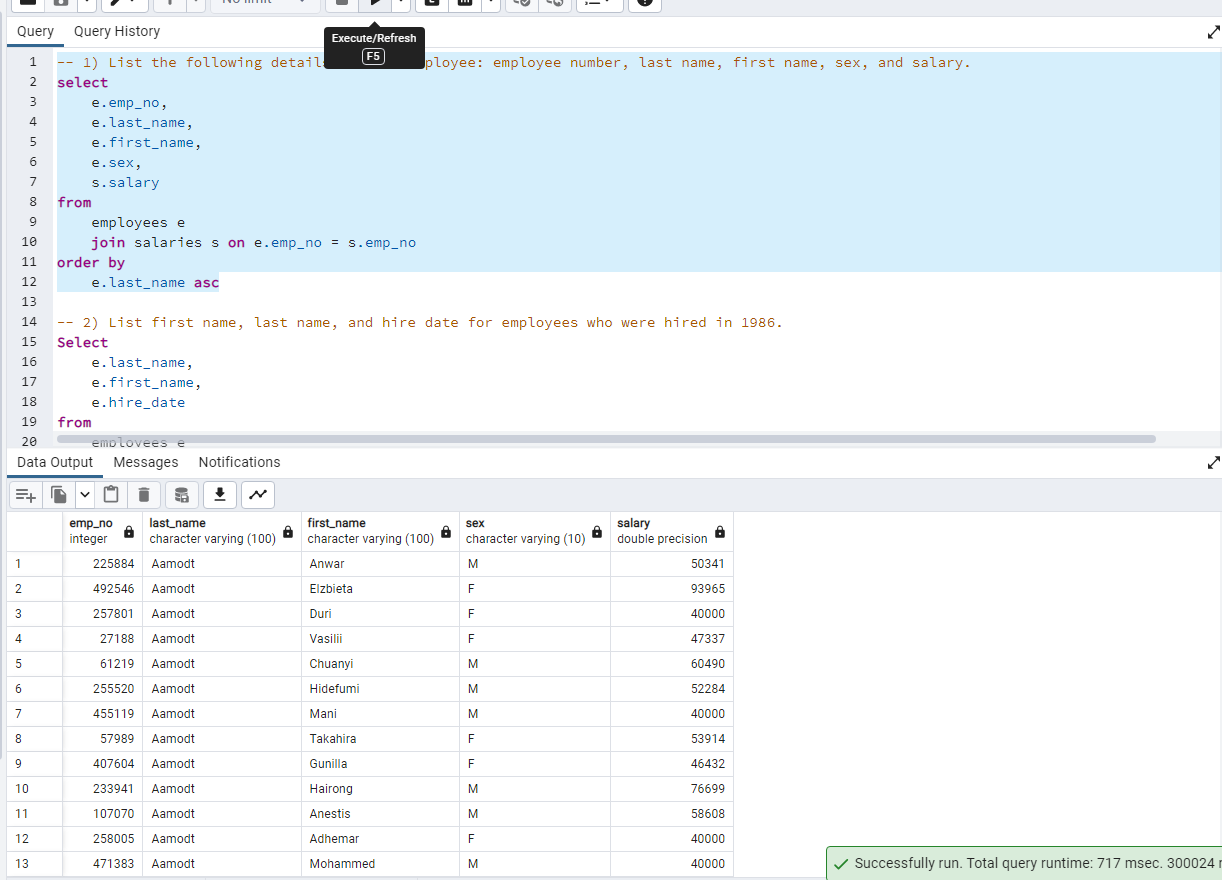 No limit
Query Query History
Execute/Refresh
F5
1 -- 1) List the following details ployee: employee number, last name, first name, sex, and salary.
2 select
3 e.emp_no,
4 e.last_name,
5 e.first_name,
6 e.sex,
7 s.salary
8 from
9 employees e
10 join salaries s on e.emp_no = s.emp_no
11 order by
12 e.last_name asc
13
14 -- 2) List first name, last name, and hire date for employees who were hired in 1986.
15 Select
16 e.last_name,
17 e.first_name,
18 e.hire_date
19 from
20 employees e
Data Output Messages Notifications
emp_no last_name first_name sex salary
integer character varying (100) character varying (100) character varying (10) double precision
1 225884 Aamodt Anwar M 50341
2 492546 Aamodt Elzbieta F 93965
3 257801 Aamodt Duri F 40000
4 27188 Aamodt Vasilii F 47337
5 61219 Aamodt Chuanyi M 60490
6 255520 Aamodt Hidefumi M 52284
7 455119 Aamodt Mani M 40000
8 57989 Aamodt Takahira F 53914
9 407604 Aamodt Gunilla F 46432
10 233941 Aamodt Hairong M 76699
11 107070 Aamodt Anestis M 58608
12 258005 Aamodt Adhemar F 40000
13 471383 Aamodt Mohammed M 40000
Successfully run. Total query runtime: 717 msec. 300024